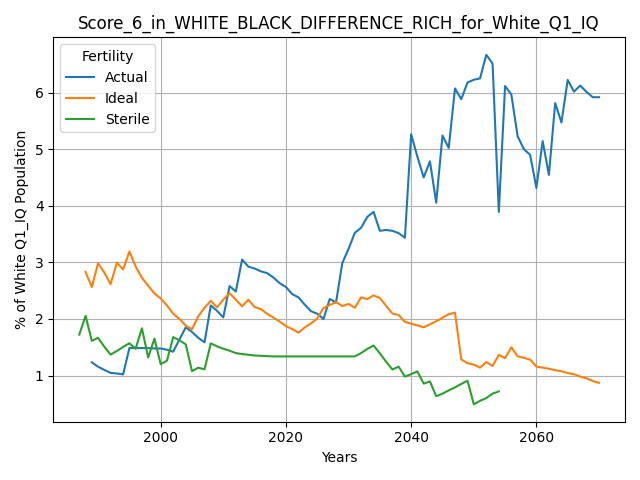 Score_6_in_WHITE_BLACK_DIFFERENCE_RICH_for_White_Q1_IQ
Fertility
Actual
Ideal
Sterile
% of White Q1_IQ Population
6
5
4
3
2
1
2000 2020 2040 2060
Years